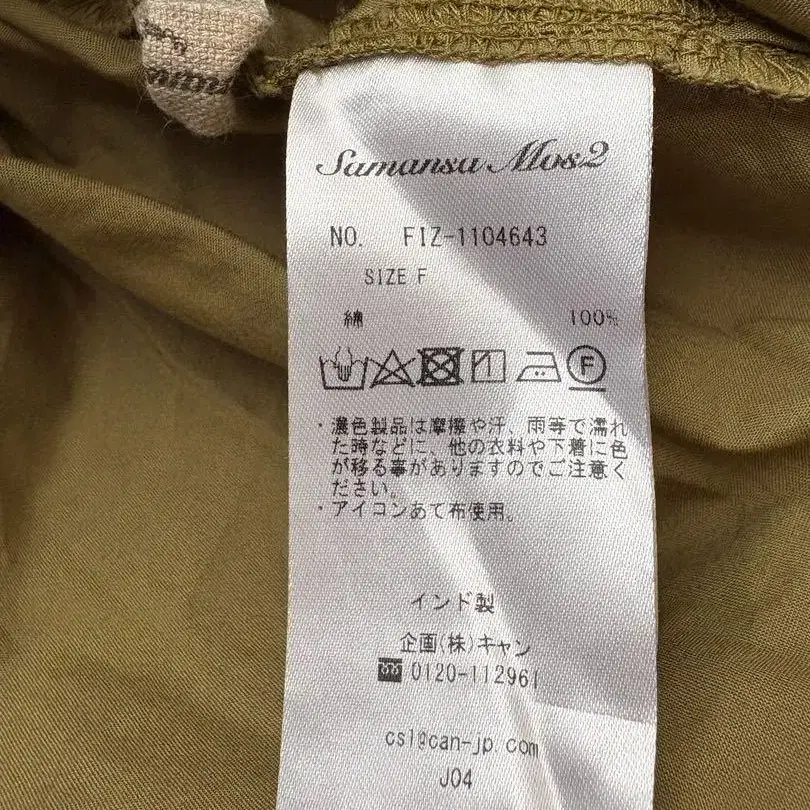 Samansa Mos2
NO. FIZ-1104643
SIZE F
綿 100%
F
・濃色製品は摩擦や汗、雨等で濡れ
た時などに、他の衣料や下着に色
が移る事がありますのでご注意く
ださい。
・アイコンあて布使用。
インド製
企画(株)キャン
0120-112961
cs1@can-jp com
J04